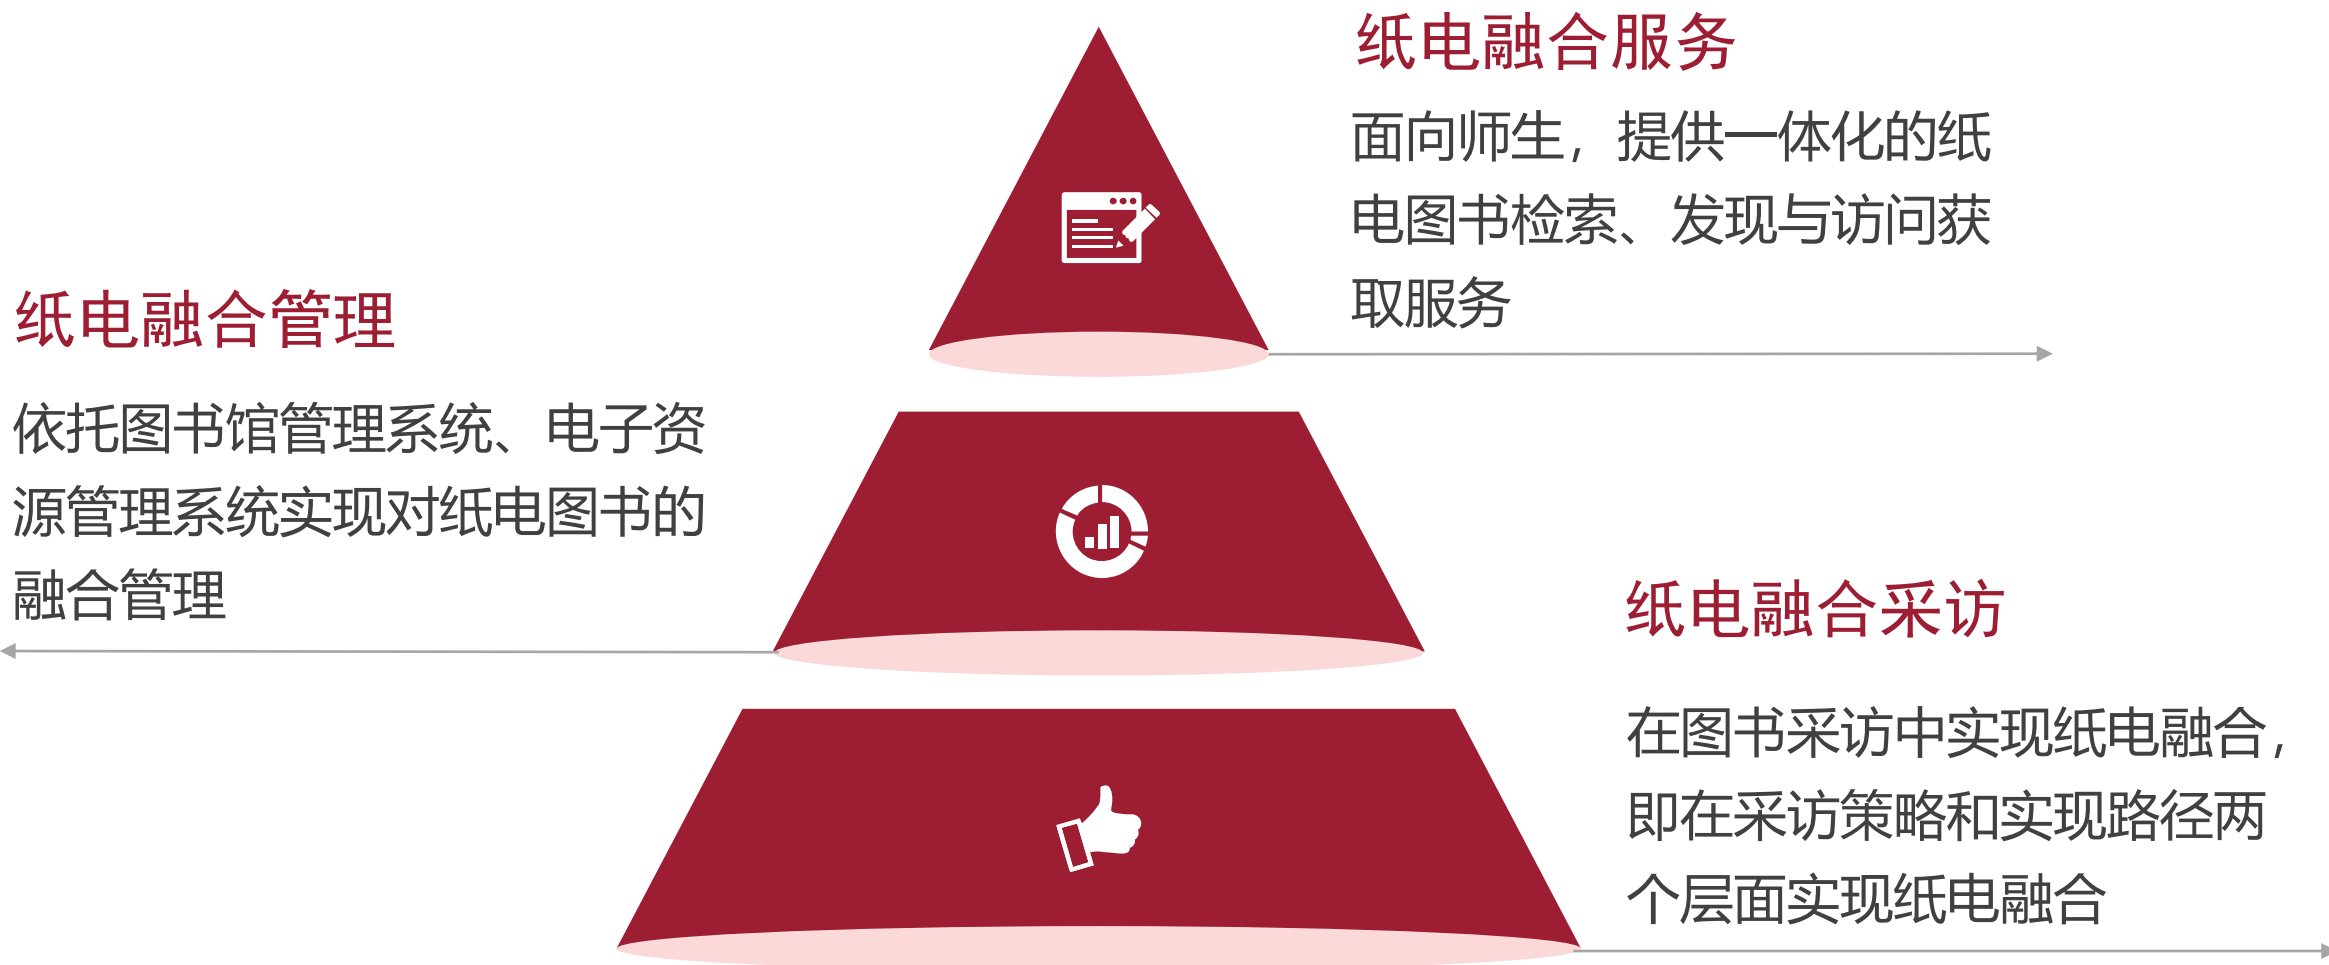 纸电融合服务
面向师生，提供一体化的纸
电图书检索、发现与访问获
取服务
纸电融合管理
依托图书馆管理系统、电子资
源管理系统实现对纸电图书的
融合管理
纸电融合采访
在图书采访中实现纸电融合，
即在采访策略和实现路径两
个层面实现纸电融合